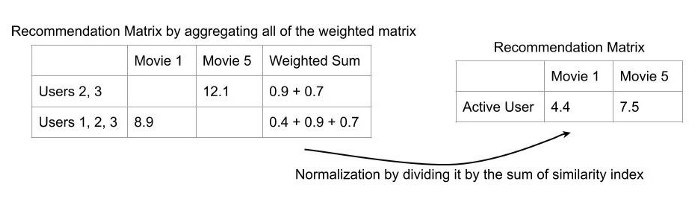 Recommendation Matrix by aggregating all of the weighted matrix
Movie 1 Movie 5 Weighted Sum
Users 2, 3 12.1 0.9 + 0.7
Users 1, 2, 3 8.9 0.4 + 0.9 + 0.7
Recommendation Matrix
Movie 1 Movie 5
Active User 4.4 7.5
Normalization by dividing it by the sum of similarity index